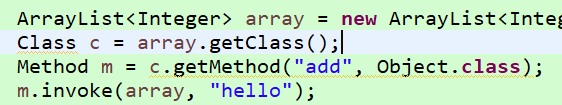 ArrayList<Integer> array = new ArrayList<Integ
Class c = array.getClass();
Method m = c.getMethod("add", Object.class);
m.invoke(array, "hello");